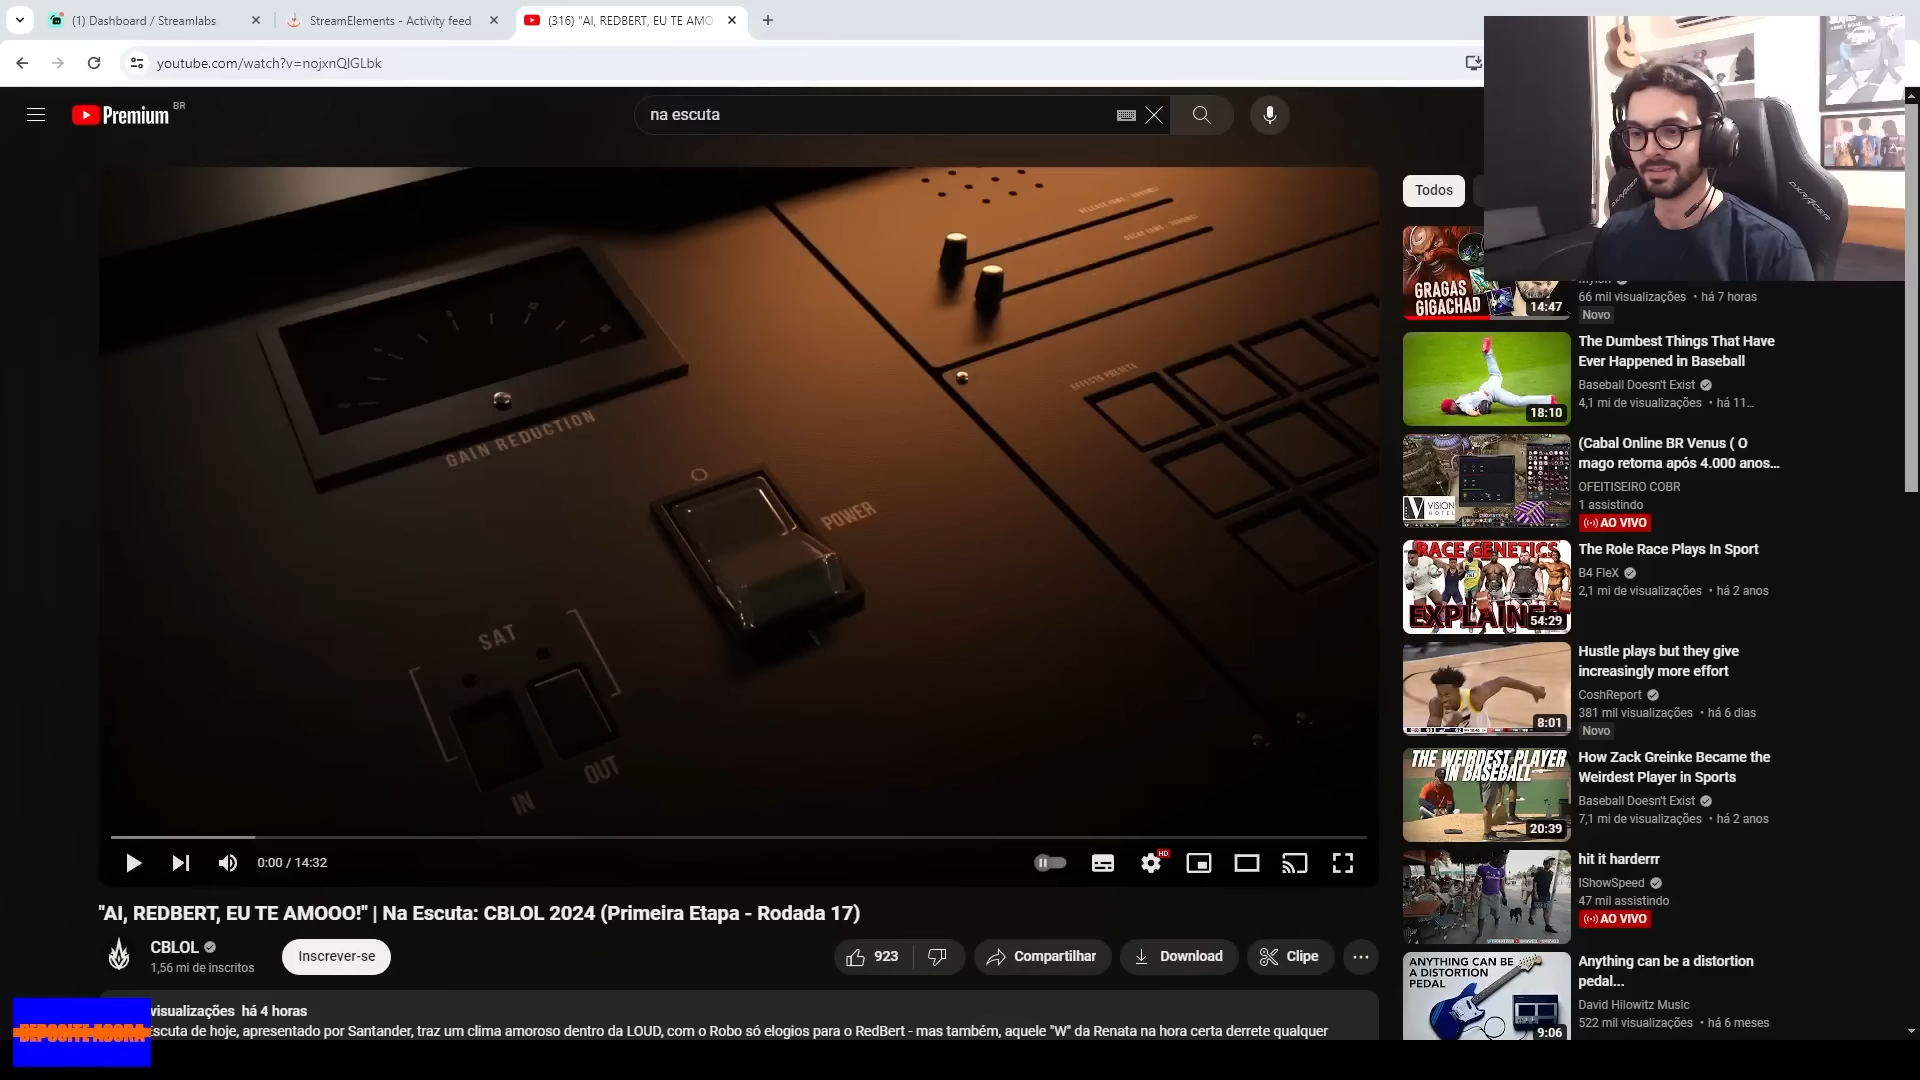 (1) Dashboard / Streamlabs
StreamElements - Activity feed
(316) "AI, REDBERT, EU TE AMO
youtube.com/watch?v=nojxnQlGLbk
Premium
BR
na escuta
GAIN REDUCTION
POWER
EFFECTS PRESETS
SAT
IN
OUT
0:00 / 14:32
HD
"AI, REDBERT, EU TE AMOOO!" | Na Escuta: CBLOL 2024 (Primeira Etapa - Rodada 17)
CBLOL
1,56 mi de inscritos
Inscrever-se
923
Compartilhar
Download
Clipe
visualizações há 4 horas
Escuta de hoje, apresentado por Santander, traz um clima amoroso dentro da LOUD, com o Robo só elogios para o RedBert - mas também, aquele "W" da Renata na hora certa derrete qualquer
DEPOSITE AGORA
Todos
GRAGAS
GIGACHAD
14:47
66 mil visualizações • há 7 horas
Novo
The Dumbest Things That Have
Ever Happened in Baseball
Baseball Doesn't Exist
4,1 mi de visualizações • há 11...
18:10
(Cabal Online BR Venus ( O
mago retorna após 4.000 anos...
OFEITISEIRO COBR
1 assistindo
AO VIVO
VISION
HOTEL
The Role Race Plays In Sport
B4 FleX
2,1 mi de visualizações • há 2 anos
RACE GENETICS
EXPLAINED
54:29
Hustle plays but they give
increasingly more effort
CoshReport
381 mil visualizações • há 6 dias
Novo
8:01
How Zack Greinke Became the
Weirdest Player in Sports
Baseball Doesn't Exist
7,1 mi de visualizações • há 2 anos
THE WEIRDEST PLAYER
IN BASEBALL
20:39
hit it harderrr
IShowSpeed
47 mil assistindo
AO VIVO
Anything can be a distortion
pedal...
David Hilowitz Music
522 mil visualizações • há 6 meses
ANYTHING CAN BE
A DISTORTION
PEDAL
9:06
DXRACER